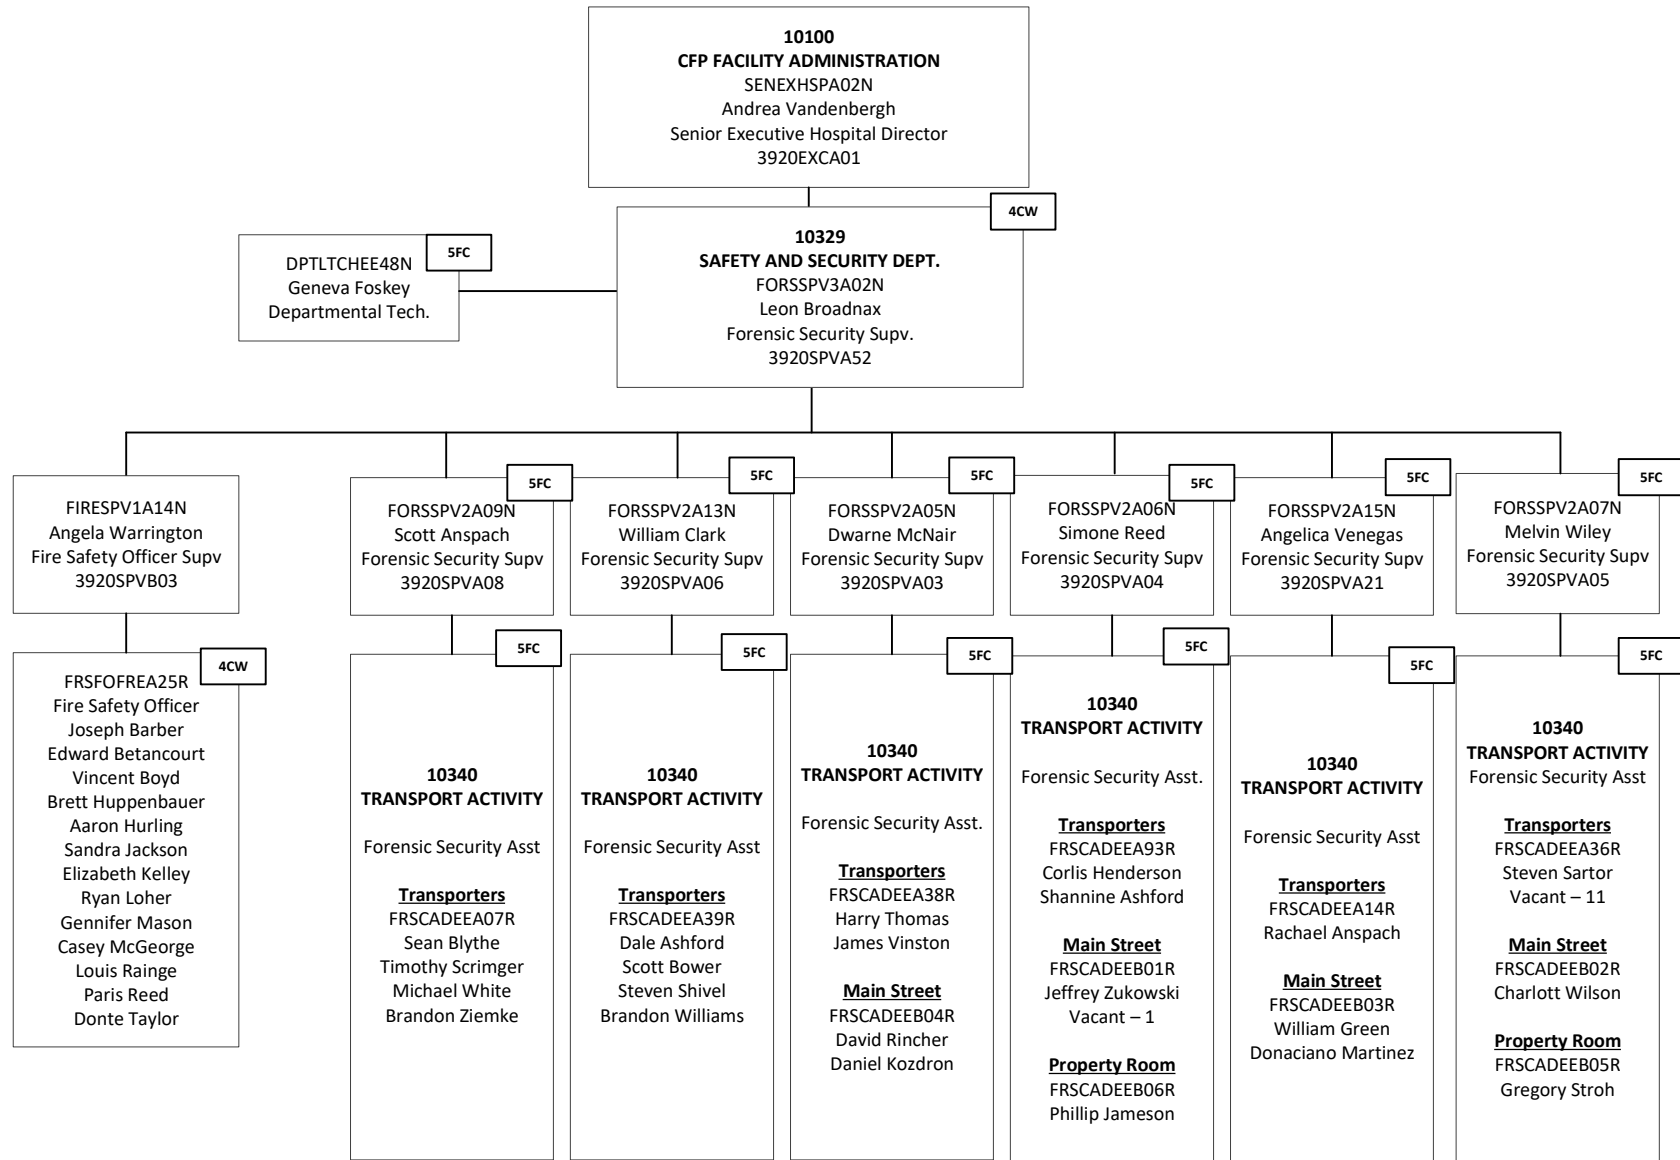 10100
CFP FACILITY ADMINISTRATION
SENEXHSPA02N
Andrea Vandenbergh
Senior Executive Hospital Director
3920EXCA01
4CW
10329
SAFETY AND SECURITY DEPT.
FORSSPV3A02N
Leon Broadnax
Forensic Security Supv.
3920SPVA52
5FC
DPTLTCHEE48N
Geneva Foskey
Departmental Tech.
FIRESPV1A14N
Angela Warrington
Fire Safety Officer Supv
3920SPVB03
5FC
FORSSPV2A09N
Scott Anspach
Forensic Security Supv
3920SPVA08
5FC
FORSSPV2A13N
William Clark
Forensic Security Supv
3920SPVA06
5FC
FORSSPV2A05N
Dwarne McNair
Forensic Security Supv
3920SPVA03
5FC
FORSSPV2A06N
Simone Reed
Forensic Security Supv
3920SPVA04
5FC
FORSSPV2A15N
Angelica Venegas
Forensic Security Supv
3920SPVA21
5FC
FORSSPV2A07N
Melvin Wiley
Forensic Security Supv
3920SPVA05
4CW
FRSFOFREA25R
Fire Safety Officer
Joseph Barber
Edward Betancourt
Vincent Boyd
Brett Huppenbauer
Aaron Hurling
Sandra Jackson
Elizabeth Kelley
Ryan Loher
Gennifer Mason
Casey McGeorge
Louis Rainge
Paris Reed
Donte Taylor
5FC
10340
TRANSPORT ACTIVITY
Forensic Security Asst
Transporters
FRSCADEEA07R
Sean Blythe
Timothy Scrimger
Michael White
Brandon Ziemke
5FC
10340
TRANSPORT ACTIVITY
Forensic Security Asst
Transporters
FRSCADEEA39R
Dale Ashford
Scott Bower
Steven Shivel
Brandon Williams
5FC
10340
TRANSPORT ACTIVITY
Forensic Security Asst.
Transporters
FRSCADEEA38R
Harry Thomas
James Vinston
Main Street
FRSCADEEB04R
David Rincher
Daniel Kozdron
5FC
10340
TRANSPORT ACTIVITY
Forensic Security Asst.
Transporters
FRSCADEEA93R
Corlis Henderson
Shannine Ashford
Main Street
FRSCADEEB01R
Jeffrey Zukowski
Vacant – 1
Property Room
FRSCADEEB06R
Phillip Jameson
5FC
10340
TRANSPORT ACTIVITY
Forensic Security Asst
Transporters
FRSCADEEA14R
Rachael Anspach
Main Street
FRSCADEEB03R
William Green
Donaciano Martinez
5FC
10340
TRANSPORT ACTIVITY
Forensic Security Asst
Transporters
FRSCADEEA36R
Steven Sartor
Vacant – 11
Main Street
FRSCADEEB02R
Charlott Wilson
Property Room
FRSCADEEB05R
Gregory Stroh